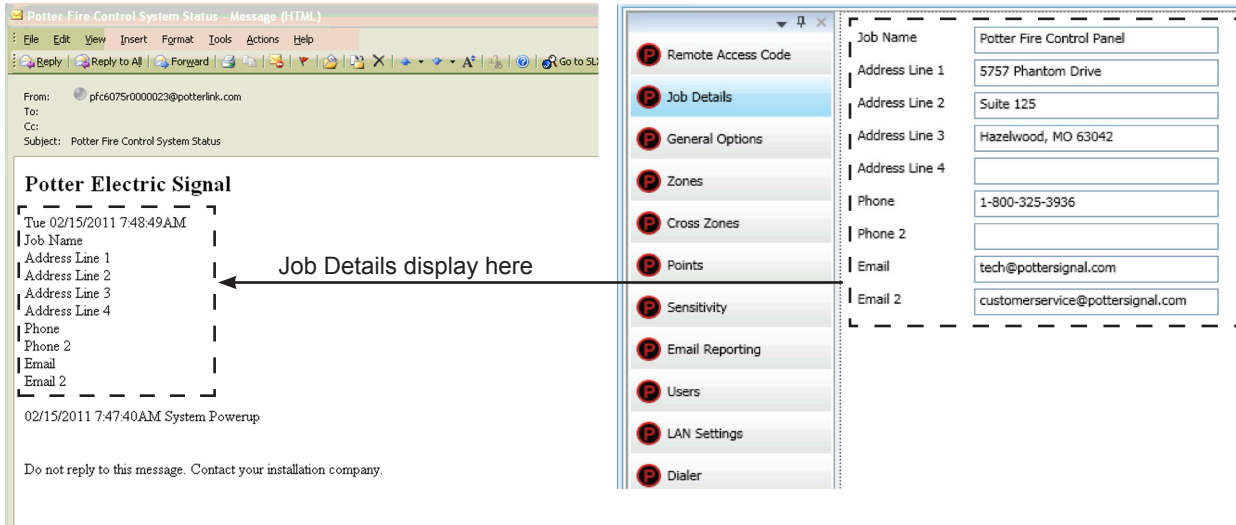 Potter Fire Control System Status - Message (HTML)
File Edit View Insert Format Tools Actions Help
Reply Reply to All Forward Go to SL
From: pfc6075r0000023@potterlink.com
To:
Cc:
Subject: Potter Fire Control System Status
Potter Electric Signal
Tue 02/15/2011 7:48:49AM
Job Name
Address Line 1
Address Line 2
Address Line 3
Address Line 4
Phone
Phone 2
Email
Email 2
02/15/2011 7:47:40AM System Powerup
Do not reply to this message. Contact your installation company.
Job Details display here
Remote Access Code
Job Details
General Options
Zones
Cross Zones
Points
Sensitivity
Email Reporting
Users
LAN Settings
Dialer
Job Name Potter Fire Control Panel
Address Line 1 5757 Phantom Drive
Address Line 2 Suite 125
Address Line 3 Hazelwood, MO 63042
Address Line 4
Phone 1-800-325-3936
Phone 2
Email tech@pottersignal.com
Email 2 customerservice@pottersignal.com